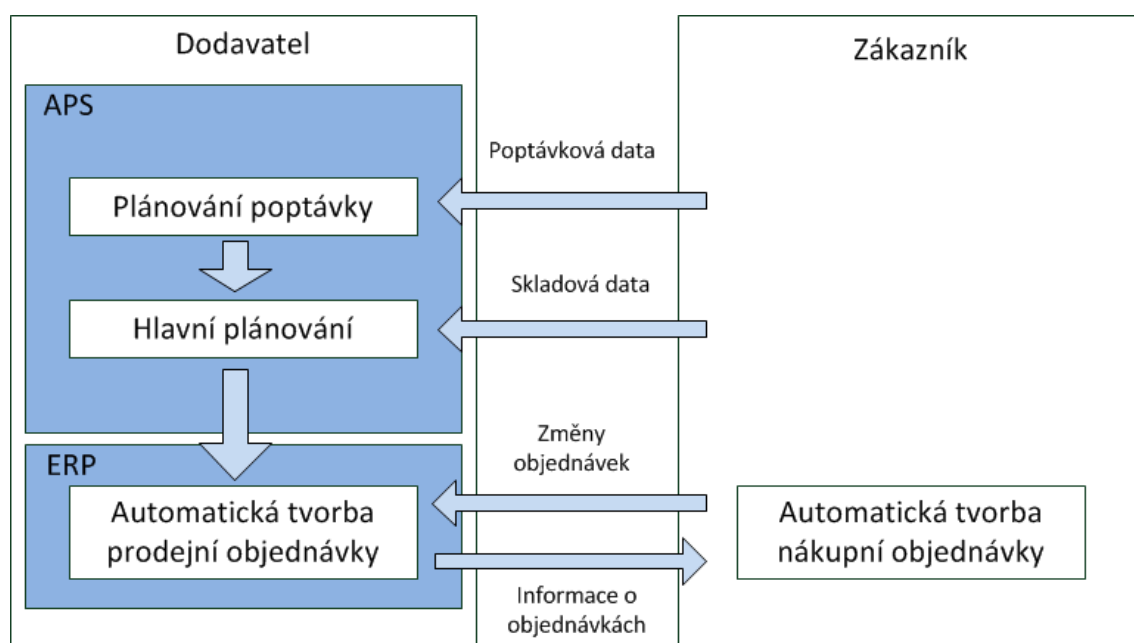 Dodavatel
Zákazník
APS
Poptávková data
Plánování poptávky
Skladová data
Hlavní plánování
Změny
objednávek
ERP
Automatická tvorba
prodejní objednávky
Automatická tvorba
nákupní objednávky
Informace o
objednávkách